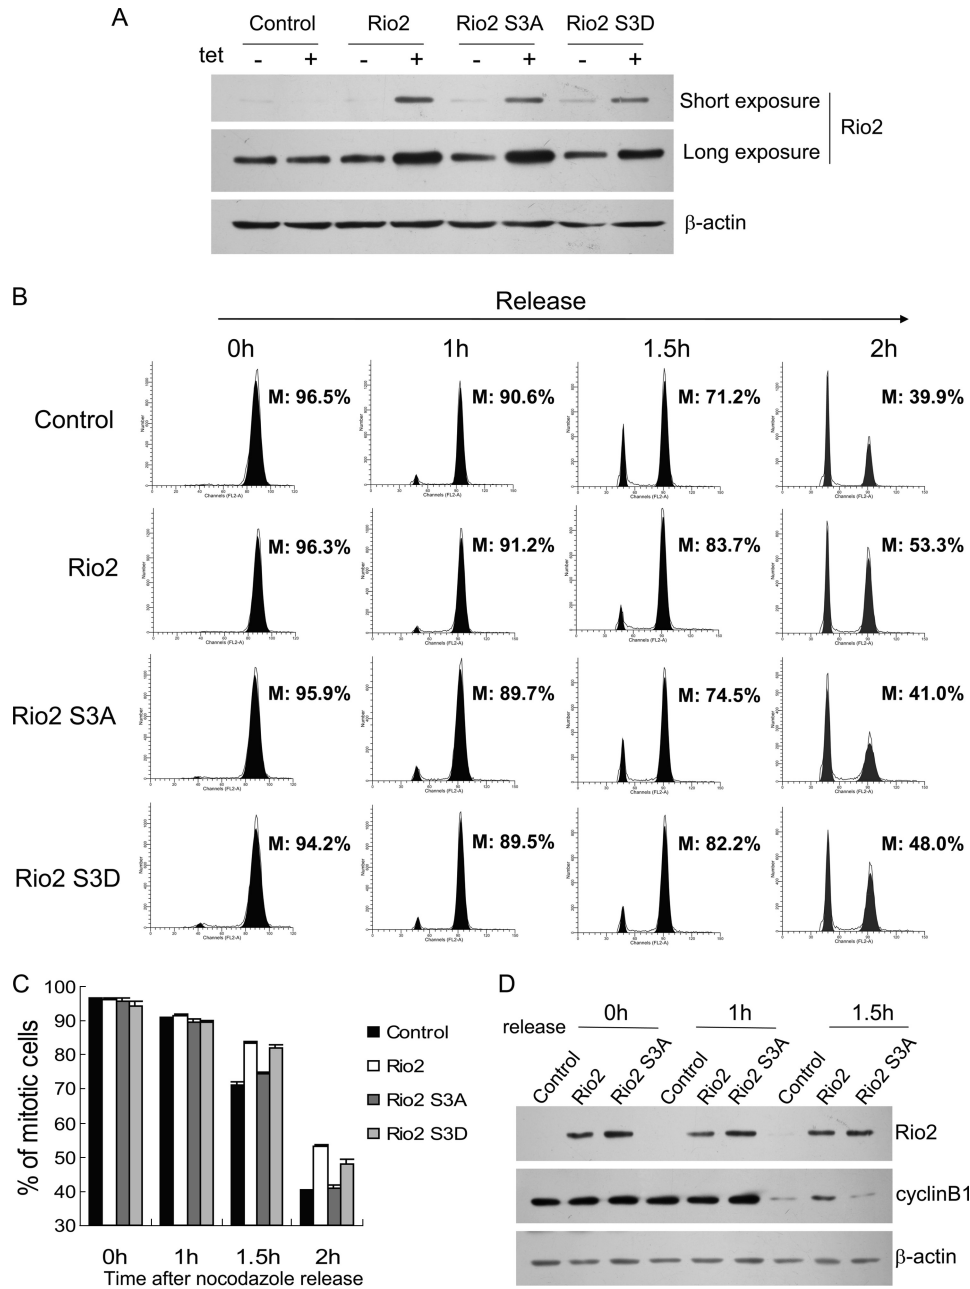 A
Control Rio2 Rio2 S3A Rio2 S3D
tet - + - + - + - +
Short exposure
Rio2
Long exposure
β-actin
B
Release
0h 1h 1.5h 2h
Control
M: 96.5% M: 90.6% M: 71.2% M: 39.9%
Rio2
M: 96.3% M: 91.2% M: 83.7% M: 53.3%
Rio2 S3A
M: 95.9% M: 89.7% M: 74.5% M: 41.0%
Rio2 S3D
M: 94.2% M: 89.5% M: 82.2% M: 48.0%
Number
Channels (FL2-A)
C
% of mitotic cells
100
90
80
70
60
50
40
30
0h 1h 1.5h 2h
Time after nocodazole release
Control
Rio2
Rio2 S3A
Rio2 S3D
D
release 0h 1h 1.5h
Control Rio2 Rio2 S3A Control Rio2 Rio2 S3A Control Rio2 Rio2 S3A
Rio2
cyclinB1
β-actin